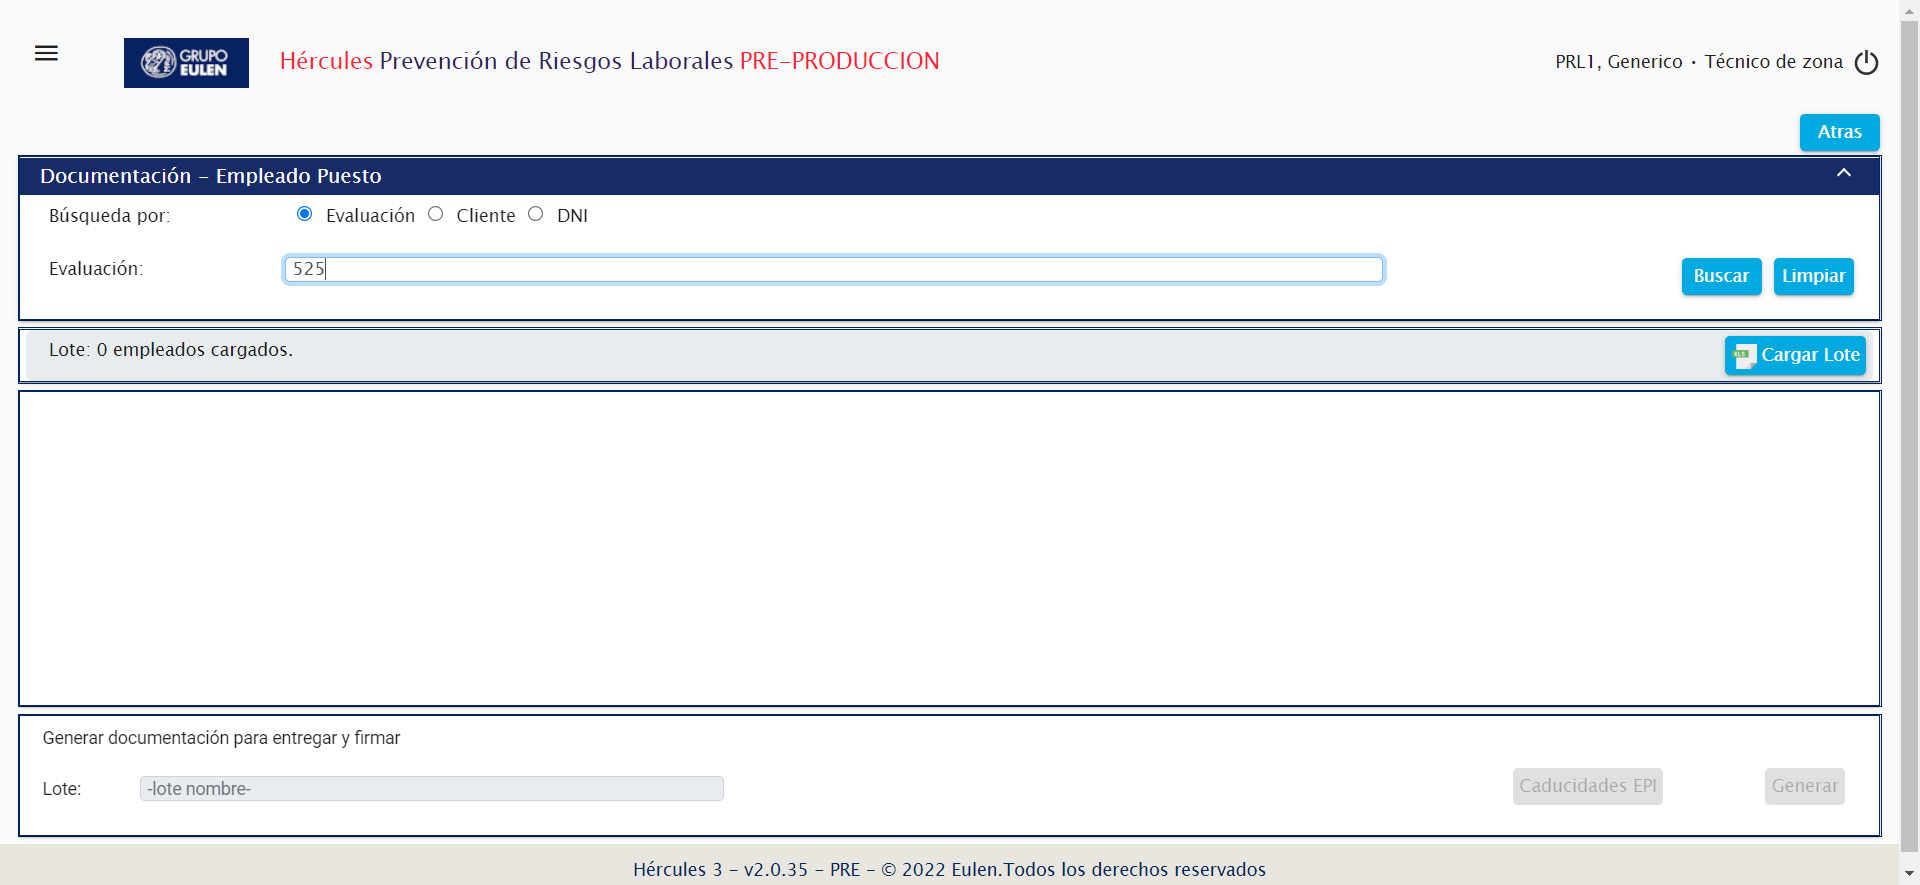 GRUPO
EULEN
Hércules Prevención de Riesgos Laborales PRE-PRODUCCION
PRL1, Generico • Técnico de zona
Atras
Documentación - Empleado Puesto
Búsqueda por:
Evaluación
Cliente
DNI
Evaluación:
525
Buscar
Limpiar
Lote: 0 empleados cargados.
XLS
Cargar Lote
Generar documentación para entregar y firmar
Lote:
-lote nombre-
Caducidades EPI
Generar
Hércules 3 - v2.0.35 - PRE - © 2022 Eulen.Todos los derechos reservados